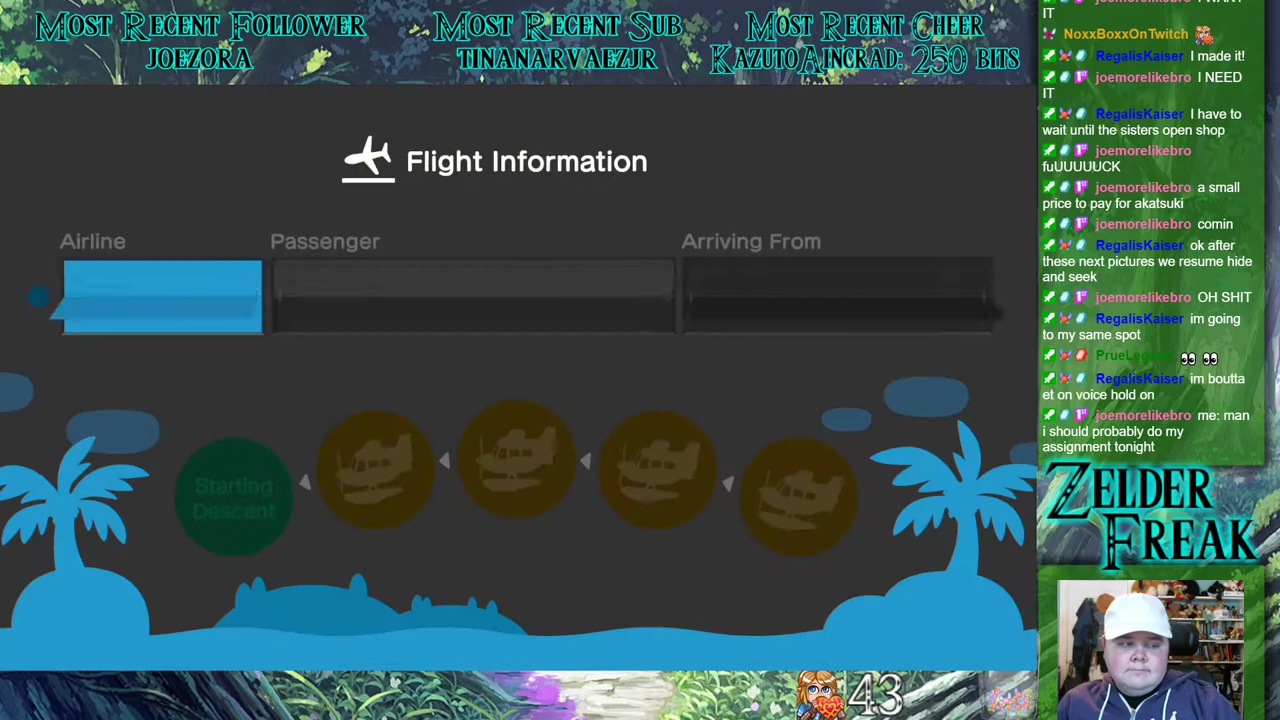 Most Recent Follower
joezora
Most Recent Sub
tinanarvaezjr
Most Recent Cheer
KazutoAincrad: 250 bits
Flight Information
Airline
Passenger
Arriving From
Starting
Descent
IT
NoxxBoxxOnTwitch
RegalisKaiser I made it!
joemorelikebro I NEED
IT
RegalisKaiser I have to
wait until the sisters open shop
joemorelikebro
fuUUUUUCK
joemorelikebro a small
price to pay for akatsuki
joemorelikebro comin
RegalisKaiser ok after
these next pictures we resume hide
and seek
joemorelikebro OH SHIT
RegalisKaiser im going
to my same spot
RegalisKaiser im boutta
et on voice hold on
joemorelikebro me: man
i should probably do my
assignment tonight
Zelder
Freak
43